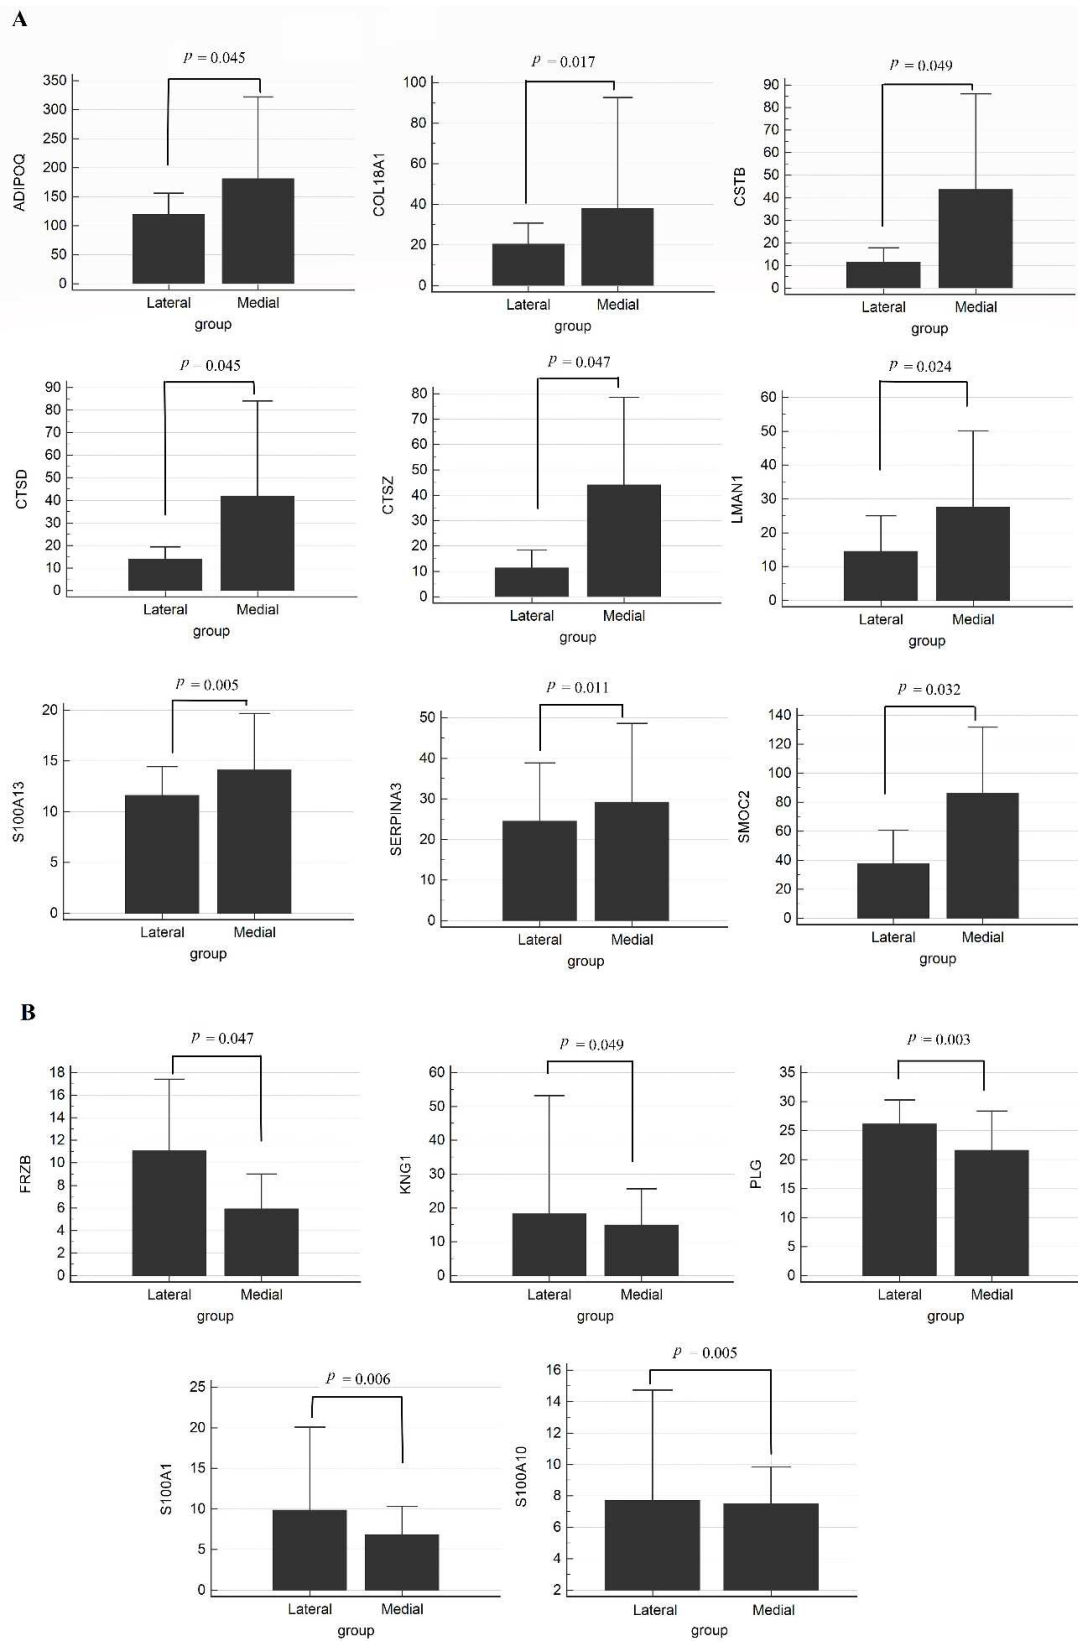 A
p = 0.045
ADIPOQ
350
300
250
200
150
100
50
0
Lateral Medial
group
p = 0.017
COL18A1
100
80
60
40
20
0
Lateral Medial
group
p = 0.049
CSTB
90
80
70
60
50
40
30
20
10
0
Lateral Medial
group
p = 0.045
CTSD
90
80
70
60
50
40
30
20
10
0
Lateral Medial
group
p = 0.047
CTSZ
80
70
60
50
40
30
20
10
0
Lateral Medial
group
p = 0.024
LMAN1
60
50
40
30
20
10
0
Lateral Medial
group
p = 0.005
S100A13
20
15
10
5
0
Lateral Medial
group
p = 0.011
SERPINA3
50
40
30
20
10
0
Lateral Medial
group
p = 0.032
SMOC2
140
120
100
80
60
40
20
0
Lateral Medial
group
B
p = 0.047
FRZB
18
16
14
12
10
8
6
4
2
0
Lateral Medial
group
p = 0.049
KNG1
60
50
40
30
20
10
0
Lateral Medial
group
p = 0.003
PLG
35
30
25
20
15
10
5
0
Lateral Medial
group
p = 0.006
S100A1
25
20
15
10
5
0
Lateral Medial
group
p = 0.005
S100A10
16
14
12
10
8
6
4
2
Lateral Medial
group